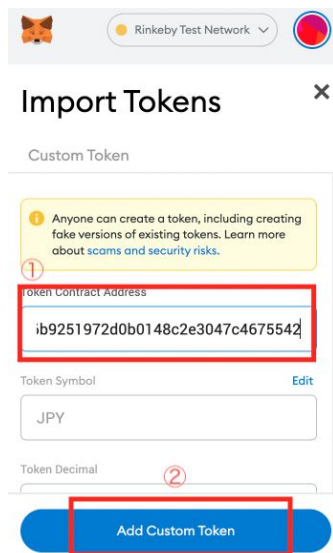 Rinkeby Test Network
Import Tokens
Custom Token
Anyone can create a token, including creating
fake versions of existing tokens. Learn more
about scams and security risks.
①
Token Contract Address
b9251972d0b0148c2e3047c4675542
Token Symbol
Edit
JPY
Token Decimal
②
Add Custom Token